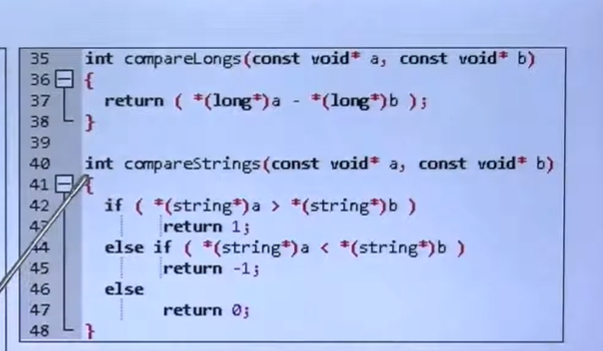 35 int compareLongs(const void* a, const void* b)
36 {
37 return ( *(long*)a - *(long*)b );
38 }
39
40 int compareStrings(const void* a, const void* b)
41 {
42 if ( *(string*)a > *(string*)b )
43 return 1;
44 else if ( *(string*)a < *(string*)b )
45 return -1;
46 else
47 return 0;
48 }